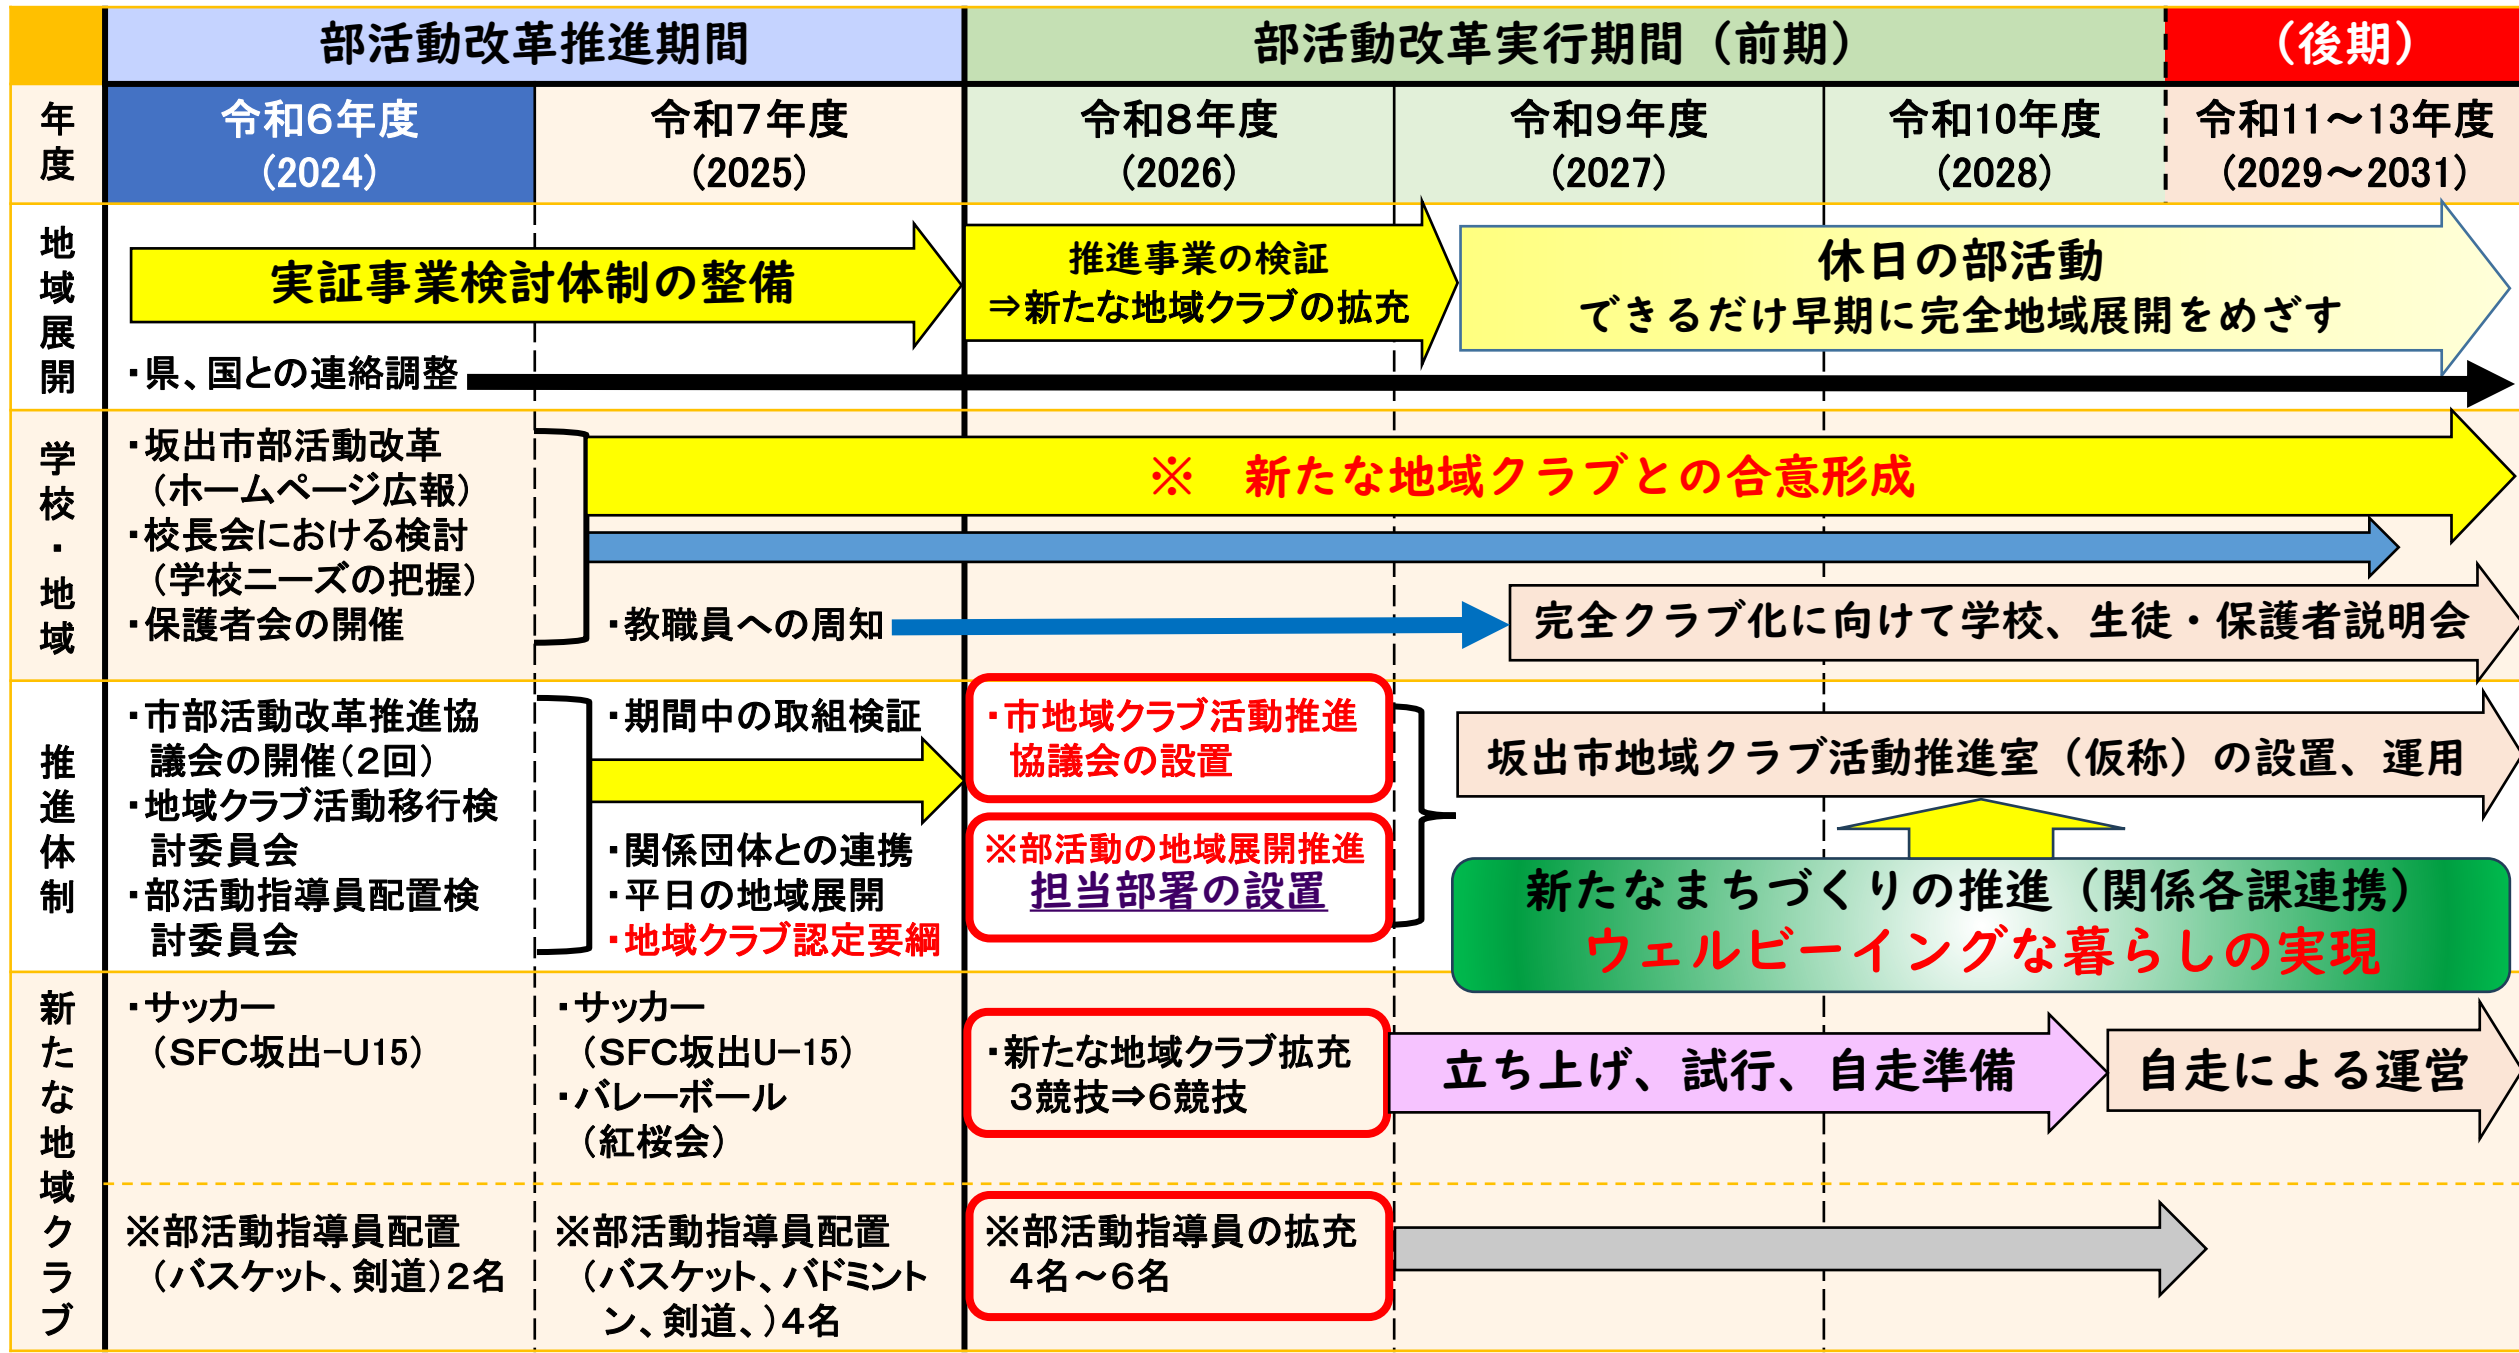 部活動改革推進期間
部活動改革実行期間（前期）
（後期）
年度
令和６年度
（2024）
令和７年度
（2025）
令和８年度
（2026）
令和９年度
（2027）
令和10年度
（2028）
令和11～13年度
（2029～2031）
地域展開
実証事業検討体制の整備
推進事業の検証
⇒新たな地域クラブの拡充
休日の部活動
できるだけ早期に完全地域展開をめざす
・県、国との連絡調整
学校・地域
・坂出市部活動改革
（ホームページ広報）
・校長会における検討
（学校ニーズの把握）
・保護者会の開催
※　新たな地域クラブとの合意形成
・教職員への周知
完全クラブ化に向けて学校、生徒・保護者説明会
推進体制
・市部活動改革推進協
議会の開催（２回）
・地域クラブ活動移行検
討委員会
・部活動指導員配置検
討委員会
・期間中の取組検証
・関係団体との連携
・平日の地域展開
・地域クラブ認定要綱
・市地域クラブ活動推進
協議会の設置
※部活動の地域展開推進
担当部署の設置
坂出市地域クラブ活動推進室（仮称）の設置、運用
新たなまちづくりの推進（関係各課連携）
ウェルビーイングな暮らしの実現
新たな地域クラブ
・サッカー
（ＳＦＣ坂出−Ｕ15）
・サッカー
（ＳＦＣ坂出Ｕ−15）
・バレーボール
（紅桜会）
・新たな地域クラブ拡充
３競技⇒６競技
立ち上げ、試行、自走準備
自走による運営
※部活動指導員配置
（バスケット、剣道）２名
※部活動指導員配置
（バスケット、バドミント
ン、剣道、）４名
※部活動指導員の拡充
４名～６名